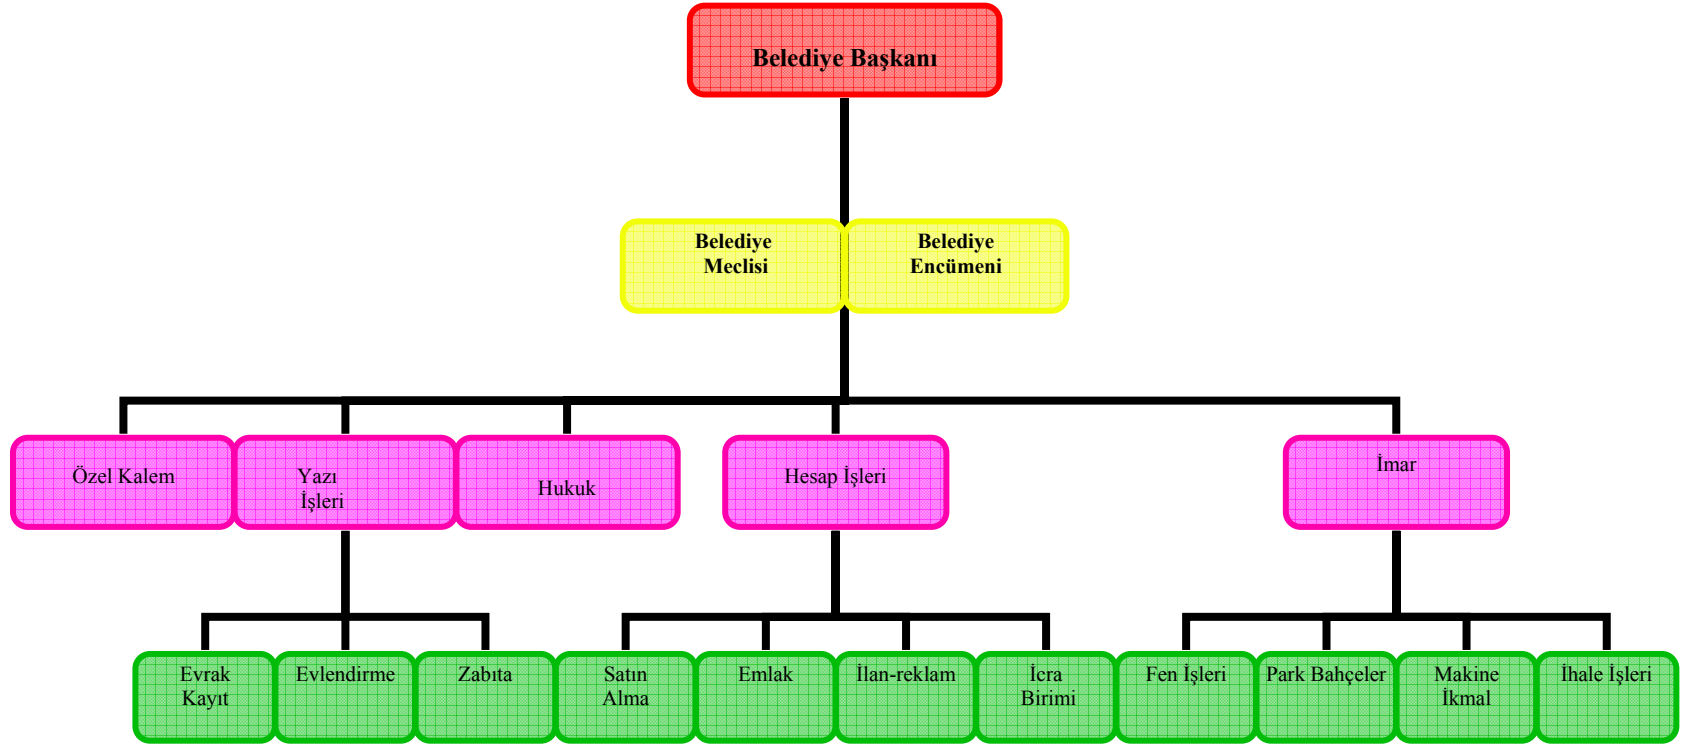 Belediye Başkanı
Belediye
Meclisi
Belediye
Encümeni
Özel Kalem
Yazı
İşleri
Hukuk
Hesap İşleri
İmar
Evrak
Kayıt
Evlendirme
Zabıta
Satın
Alma
Emlak
İlan-reklam
İcra
Birimi
Fen İşleri
Park Bahçeler
Makine
İkmal
İhale İşleri